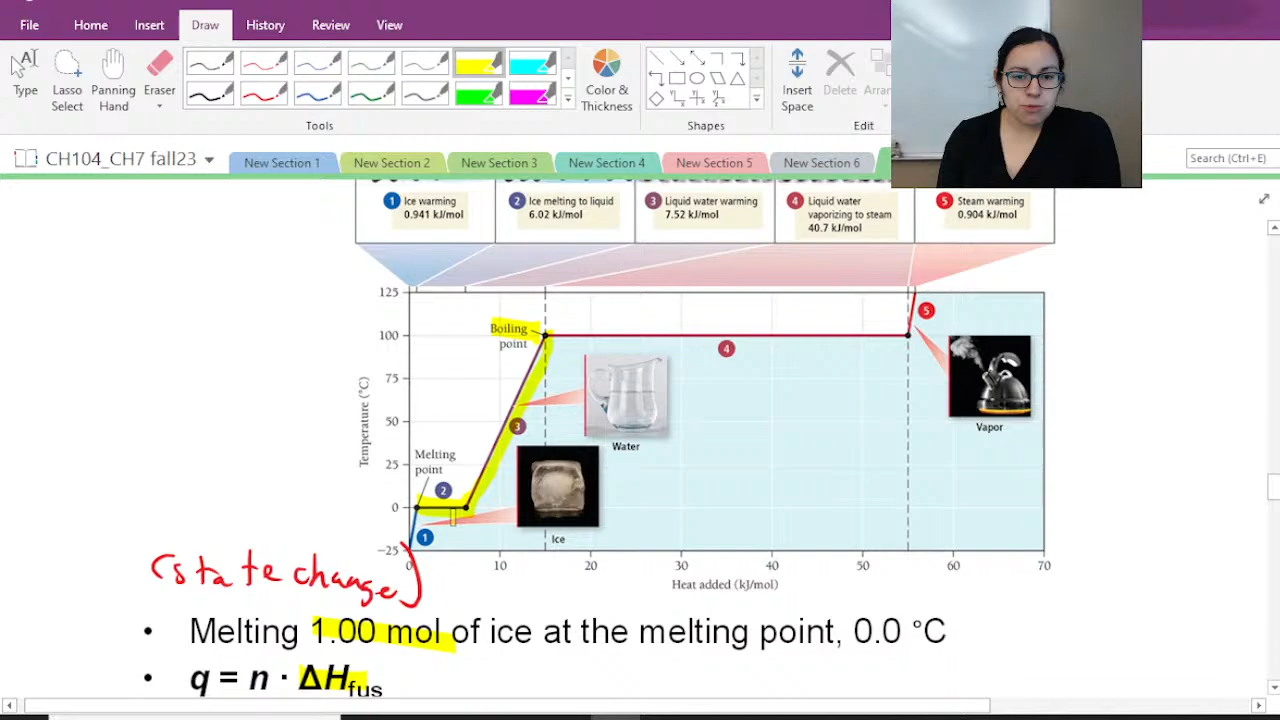 File Home Insert Draw History Review View
Type
Lasso Select
Panning Hand
Eraser
Color & Thickness
Insert Space
Delete
Tools
Shapes
Edit
CH104_CH7 fall23
New Section 1 New Section 2 New Section 3 New Section 4 New Section 5 New Section 6
Search (Ctrl+E)
1 Ice warming
0.941 kJ/mol
2 Ice melting to liquid
6.02 kJ/mol
3 Liquid water warming
7.52 kJ/mol
4 Liquid water
vaporizing to steam
40.7 kJ/mol
5 Steam warming
0.904 kJ/mol
125
100
75
50
25
0
−25
Temperature (°C)
Boiling
point
Melting
point
1
2
3
4
5
Water
Ice
Vapor
0 10 20 30 40 50 60 70
Heat added (kJ/mol)
(state change)
• Melting 1.00 mol of ice at the melting point, 0.0 °C
• q = n · ΔHfus